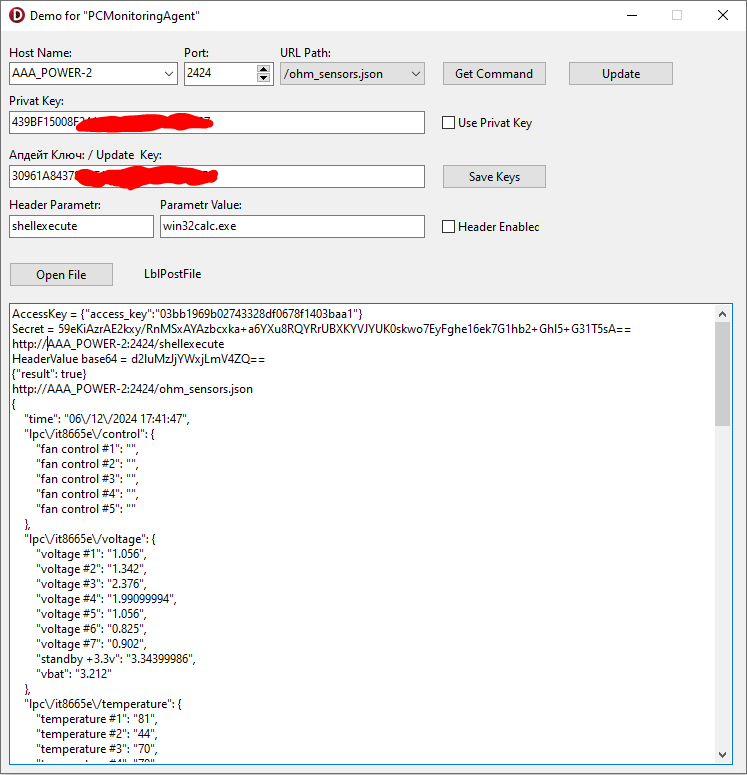 Demo for "PCMonitoringAgent"
Host Name: Port: URL Path:
AAA_POWER-2 2424 /ohm_sensors.json Get Command Update
Privat Key:
439BF15008F Use Privat Key
Апдейт Ключ: / Update Key:
30961A8437 Save Keys
Header Parametr: Parametr Value:
shellexecute win32calc.exe Header Enabled
Open File LblPostFile
AccessKey = {"access_key":"03bb1969b02743328df0678f1403baa1"}
Secret = 59eKiAzrAE2kxy/RnMSxAYAzbcxka+a6YXu8RQYRrUBXKYVJYUK0skwo7EyFghe16ek7G1hb2+GhI5+G31T5sA==
http://AAA_POWER-2:2424/shellexecute
HeaderValue base64 = d2luMzJjYWxjLmV4ZQ==
{"result": true}
http://AAA_POWER-2:2424/ohm_sensors.json
{
"time": "06\/12\/2024 17:41:47",
"lpc\/it8665e\/control": {
"fan control #1": "",
"fan control #2": "",
"fan control #3": "",
"fan control #4": "",
"fan control #5": ""
},
"lpc\/it8665e\/voltage": {
"voltage #1": "1.056",
"voltage #2": "1.342",
"voltage #3": "2.376",
"voltage #4": "1.99099994",
"voltage #5": "1.056",
"voltage #6": "0.825",
"voltage #7": "0.902",
"standby +3.3v": "3.34399986",
"vbat": "3.212"
},
"lpc\/it8665e\/temperature": {
"temperature #1": "81",
"temperature #2": "44",
"temperature #3": "70",